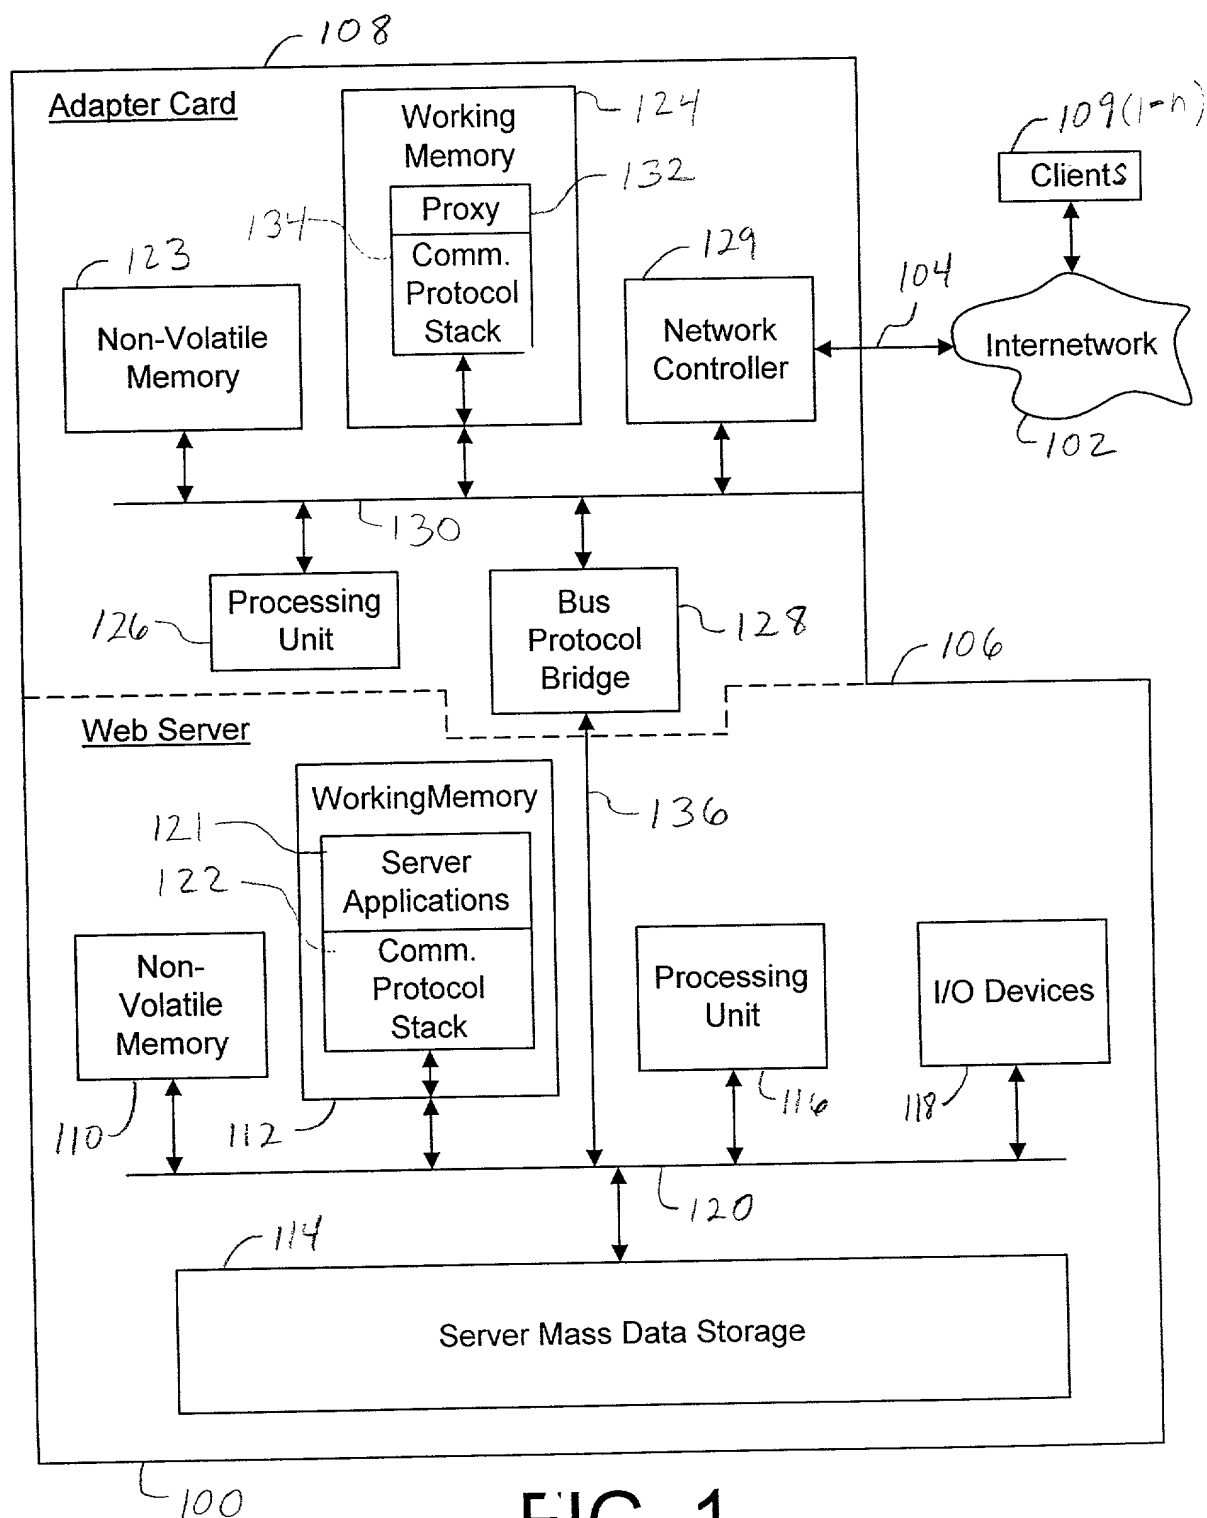 108
Adapter Card
124
Working
Memory
109(1-n)
Clients
132
Proxy
134
Comm.
Protocol
Stack
123
Non-Volatile
Memory
129
Network
Controller
104
Internetwork
102
130
126
Processing
Unit
Bus
Protocol
Bridge
128
106
Web Server
WorkingMemory
136
121
Server
Applications
122
Comm.
Protocol
Stack
Non-
Volatile
Memory
Processing
Unit
I/O Devices
110
112
116
118
120
114
Server Mass Data Storage
100
FIG. 1